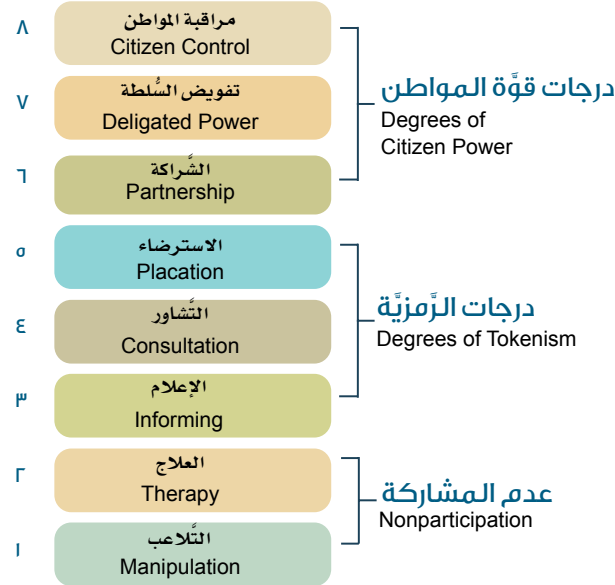 ٨
مراقبة المواطن
Citizen Control
٧
تفويض السُّلطة
Deligated Power
٦
الشَّراكة
Partnership
درجات قوَّة المواطن
Degrees of
Citizen Power
٥
الاسترضاء
Placation
٤
التَّشاور
Consultation
٣
الإعلام
Informing
درجات الرَّمزيَّة
Degrees of Tokenism
٢
العلاج
Therapy
١
التَّلاعب
Manipulation
عدم المشاركة
Nonparticipation